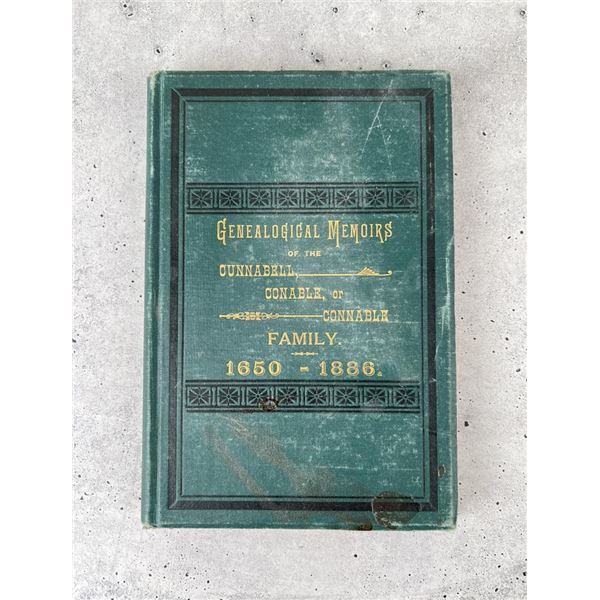 GENEALOGICAL MEMOIRS
OF THE
CUNNABELL,
CONABLE, or
CONNABLE
FAMILY.
1650 - 1886.